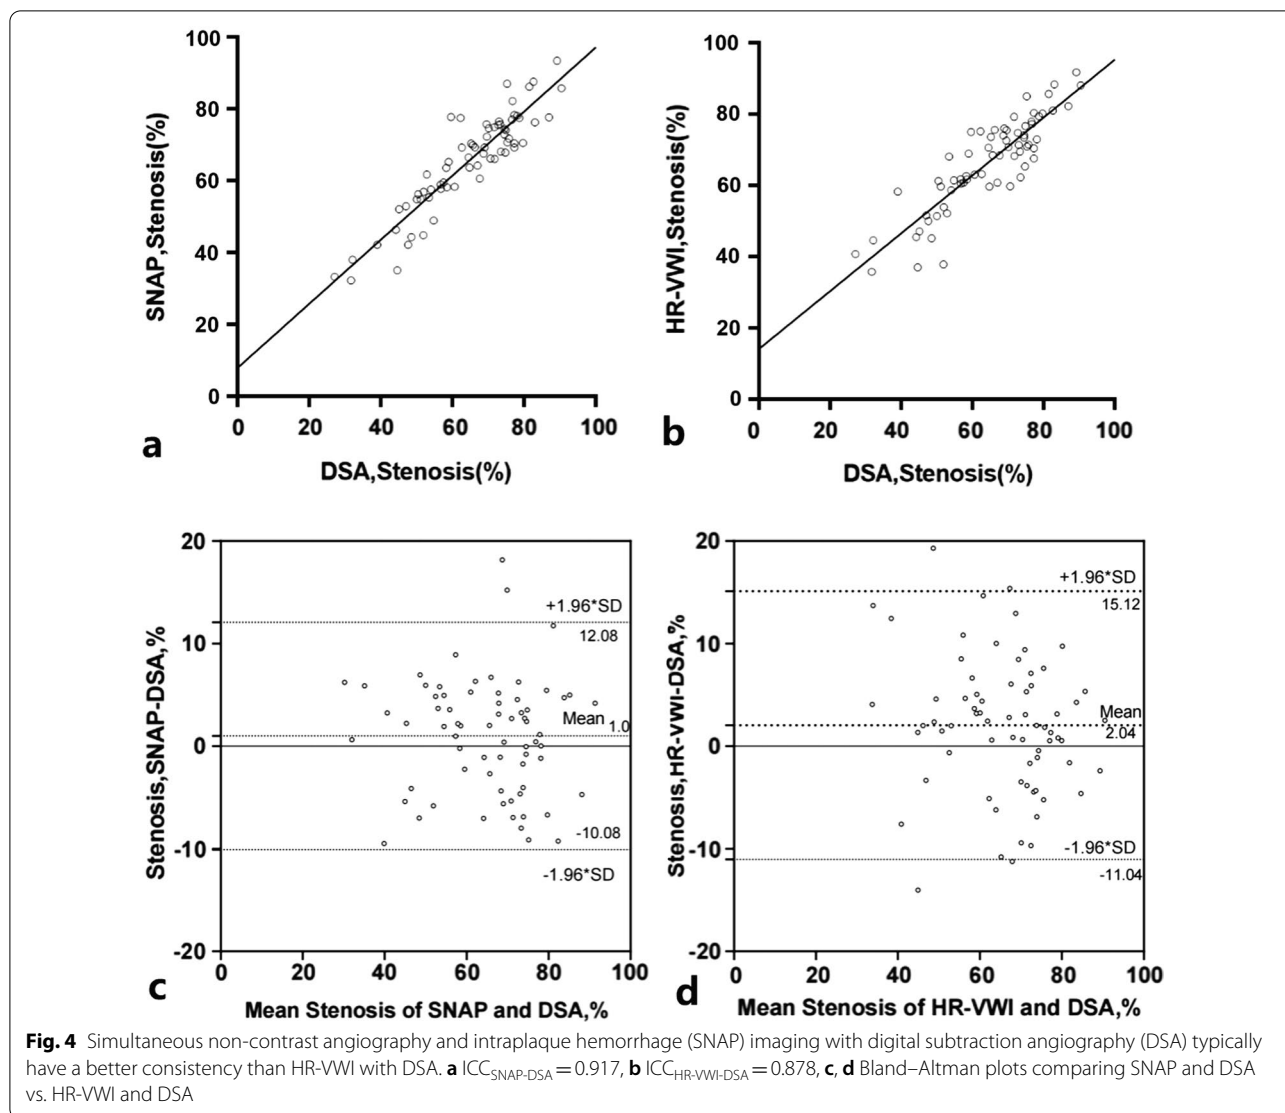 100
80
60
40
20
0
0 20 40 60 80 100
SNAP,Stenosis(%)
DSA,Stenosis(%)
a
100
80
60
40
20
0
0 20 40 60 80 100
HR-VWI,Stenosis(%)
DSA,Stenosis(%)
b
20
10
0
-10
-20
0 20 40 60 80 100
Stenosis,SNAP-DSA,%
+1.96*SD
12.08
Mean
1.0
-10.08
-1.96*SD
Mean Stenosis of SNAP and DSA,%
c
20
10
0
-10
-20
0 20 40 60 80 100
Stenosis,HR-VWI-DSA,%
+1.96*SD
15.12
Mean
2.04
-1.96*SD
-11.04
Mean Stenosis of HR-VWI and DSA,%
d
Fig. 4 Simultaneous non-contrast angiography and intraplaque hemorrhage (SNAP) imaging with digital subtraction angiography (DSA) typically
have a better consistency than HR-VWI with DSA. a ICC SNAP-DSA = 0.917, b ICC HR-VWI-DSA = 0.878, c, d Bland–Altman plots comparing SNAP and DSA
vs. HR-VWI and DSA